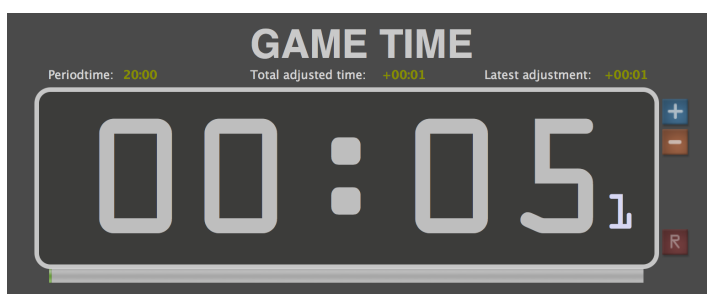 GAME TIME
Periodtime: 20:00 Total adjusted time: +00:01 Latest adjustment: +00:01
+
00:05 1
−
R